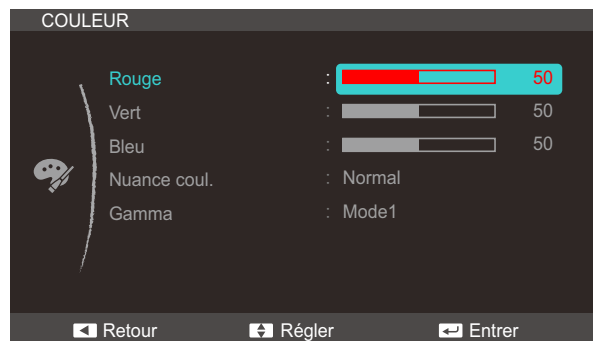 COULEUR
Rouge : 50
Vert : 50
Bleu : 50
Nuance coul. : Normal
Gamma : Mode1
Retour Régler Entrer